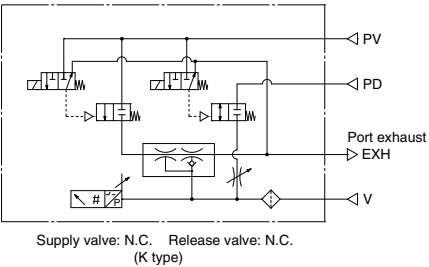 PV
PD
Port exhaust
EXH
# P
V
Supply valve: N.C. Release valve: N.C.
(K type)